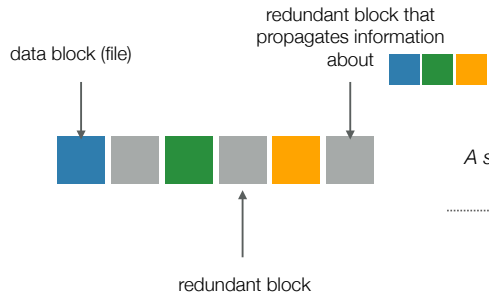 redundant block that
propagates information
about
data block (file)
A s
redundant block